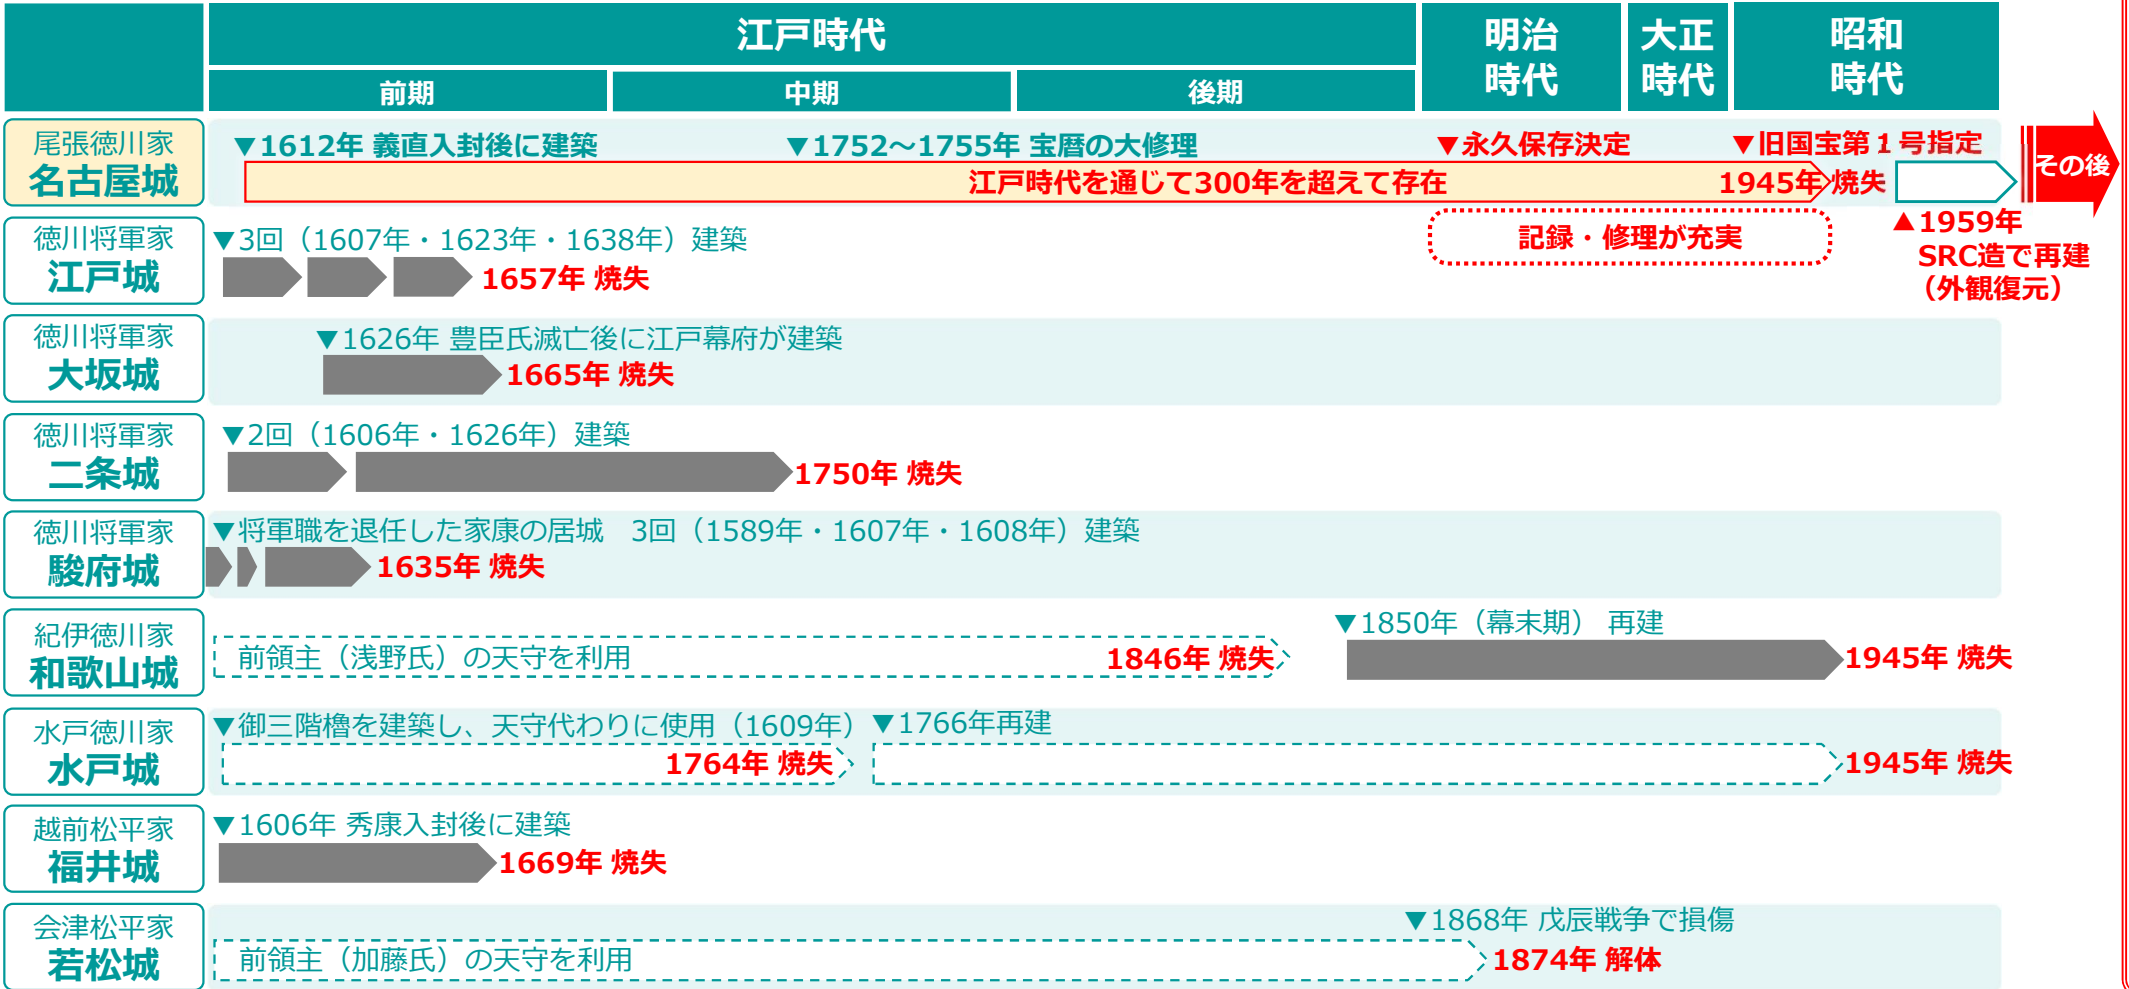 江戸時代
明治
時代
大正
時代
昭和
時代
前期
中期
後期
尾張徳川家
名古屋城
▼1612年 義直入封後に建築
▼1752～1755年 宝暦の大修理
▼永久保存決定
▼旧国宝第１号指定
江戸時代を通じて300年を超えて存在
1945年 焼失
その後
記録・修理が充実
▲1959年
SRC造で再建
（外観復元）
徳川将軍家
江戸城
▼3回（1607年・1623年・1638年）建築
1657年 焼失
徳川将軍家
大坂城
▼1626年 豊臣氏滅亡後に江戸幕府が建築
1665年 焼失
徳川将軍家
二条城
▼2回（1606年・1626年）建築
1750年 焼失
徳川将軍家
駿府城
▼将軍職を退任した家康の居城　3回（1589年・1607年・1608年）建築
1635年 焼失
紀伊徳川家
和歌山城
前領主（浅野氏）の天守を利用
1846年 焼失
▼1850年（幕末期） 再建
1945年 焼失
水戸徳川家
水戸城
▼御三階櫓を建築し、天守代わりに使用（1609年）
▼1766年再建
1764年 焼失
1945年 焼失
越前松平家
福井城
▼1606年 秀康入封後に建築
1669年 焼失
会津松平家
若松城
▼1868年 戊辰戦争で損傷
前領主（加藤氏）の天守を利用
1874年 解体